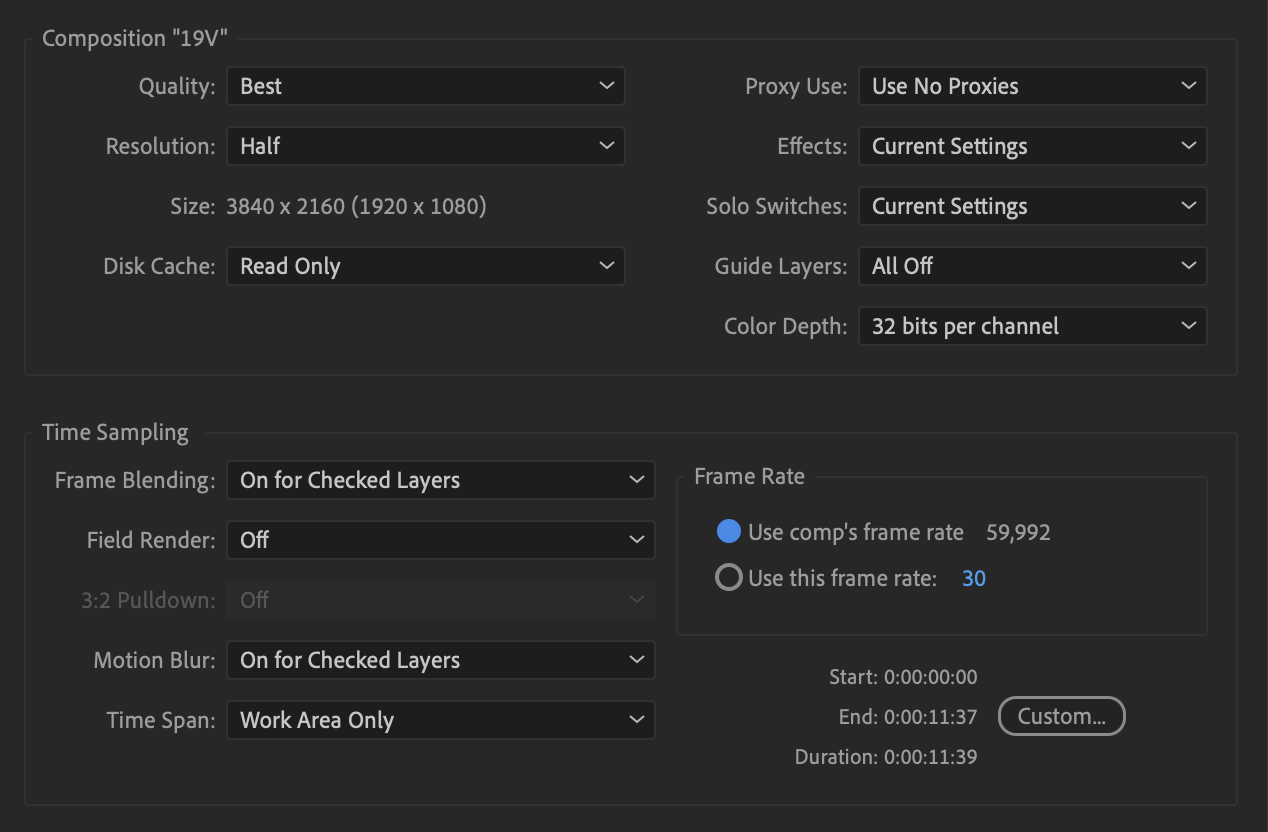 Composition "19V"
Quality: Best
Proxy Use: Use No Proxies
Resolution: Half
Effects: Current Settings
Size: 3840 x 2160 (1920 x 1080)
Solo Switches: Current Settings
Disk Cache: Read Only
Guide Layers: All Off
Color Depth: 32 bits per channel
Time Sampling
Frame Blending: On for Checked Layers
Field Render: Off
3:2 Pulldown: Off
Motion Blur: On for Checked Layers
Time Span: Work Area Only
Frame Rate
Use comp's frame rate 59,992
Use this frame rate: 30
Start: 0:00:00:00
End: 0:00:11:37
Custom...
Duration: 0:00:11:39